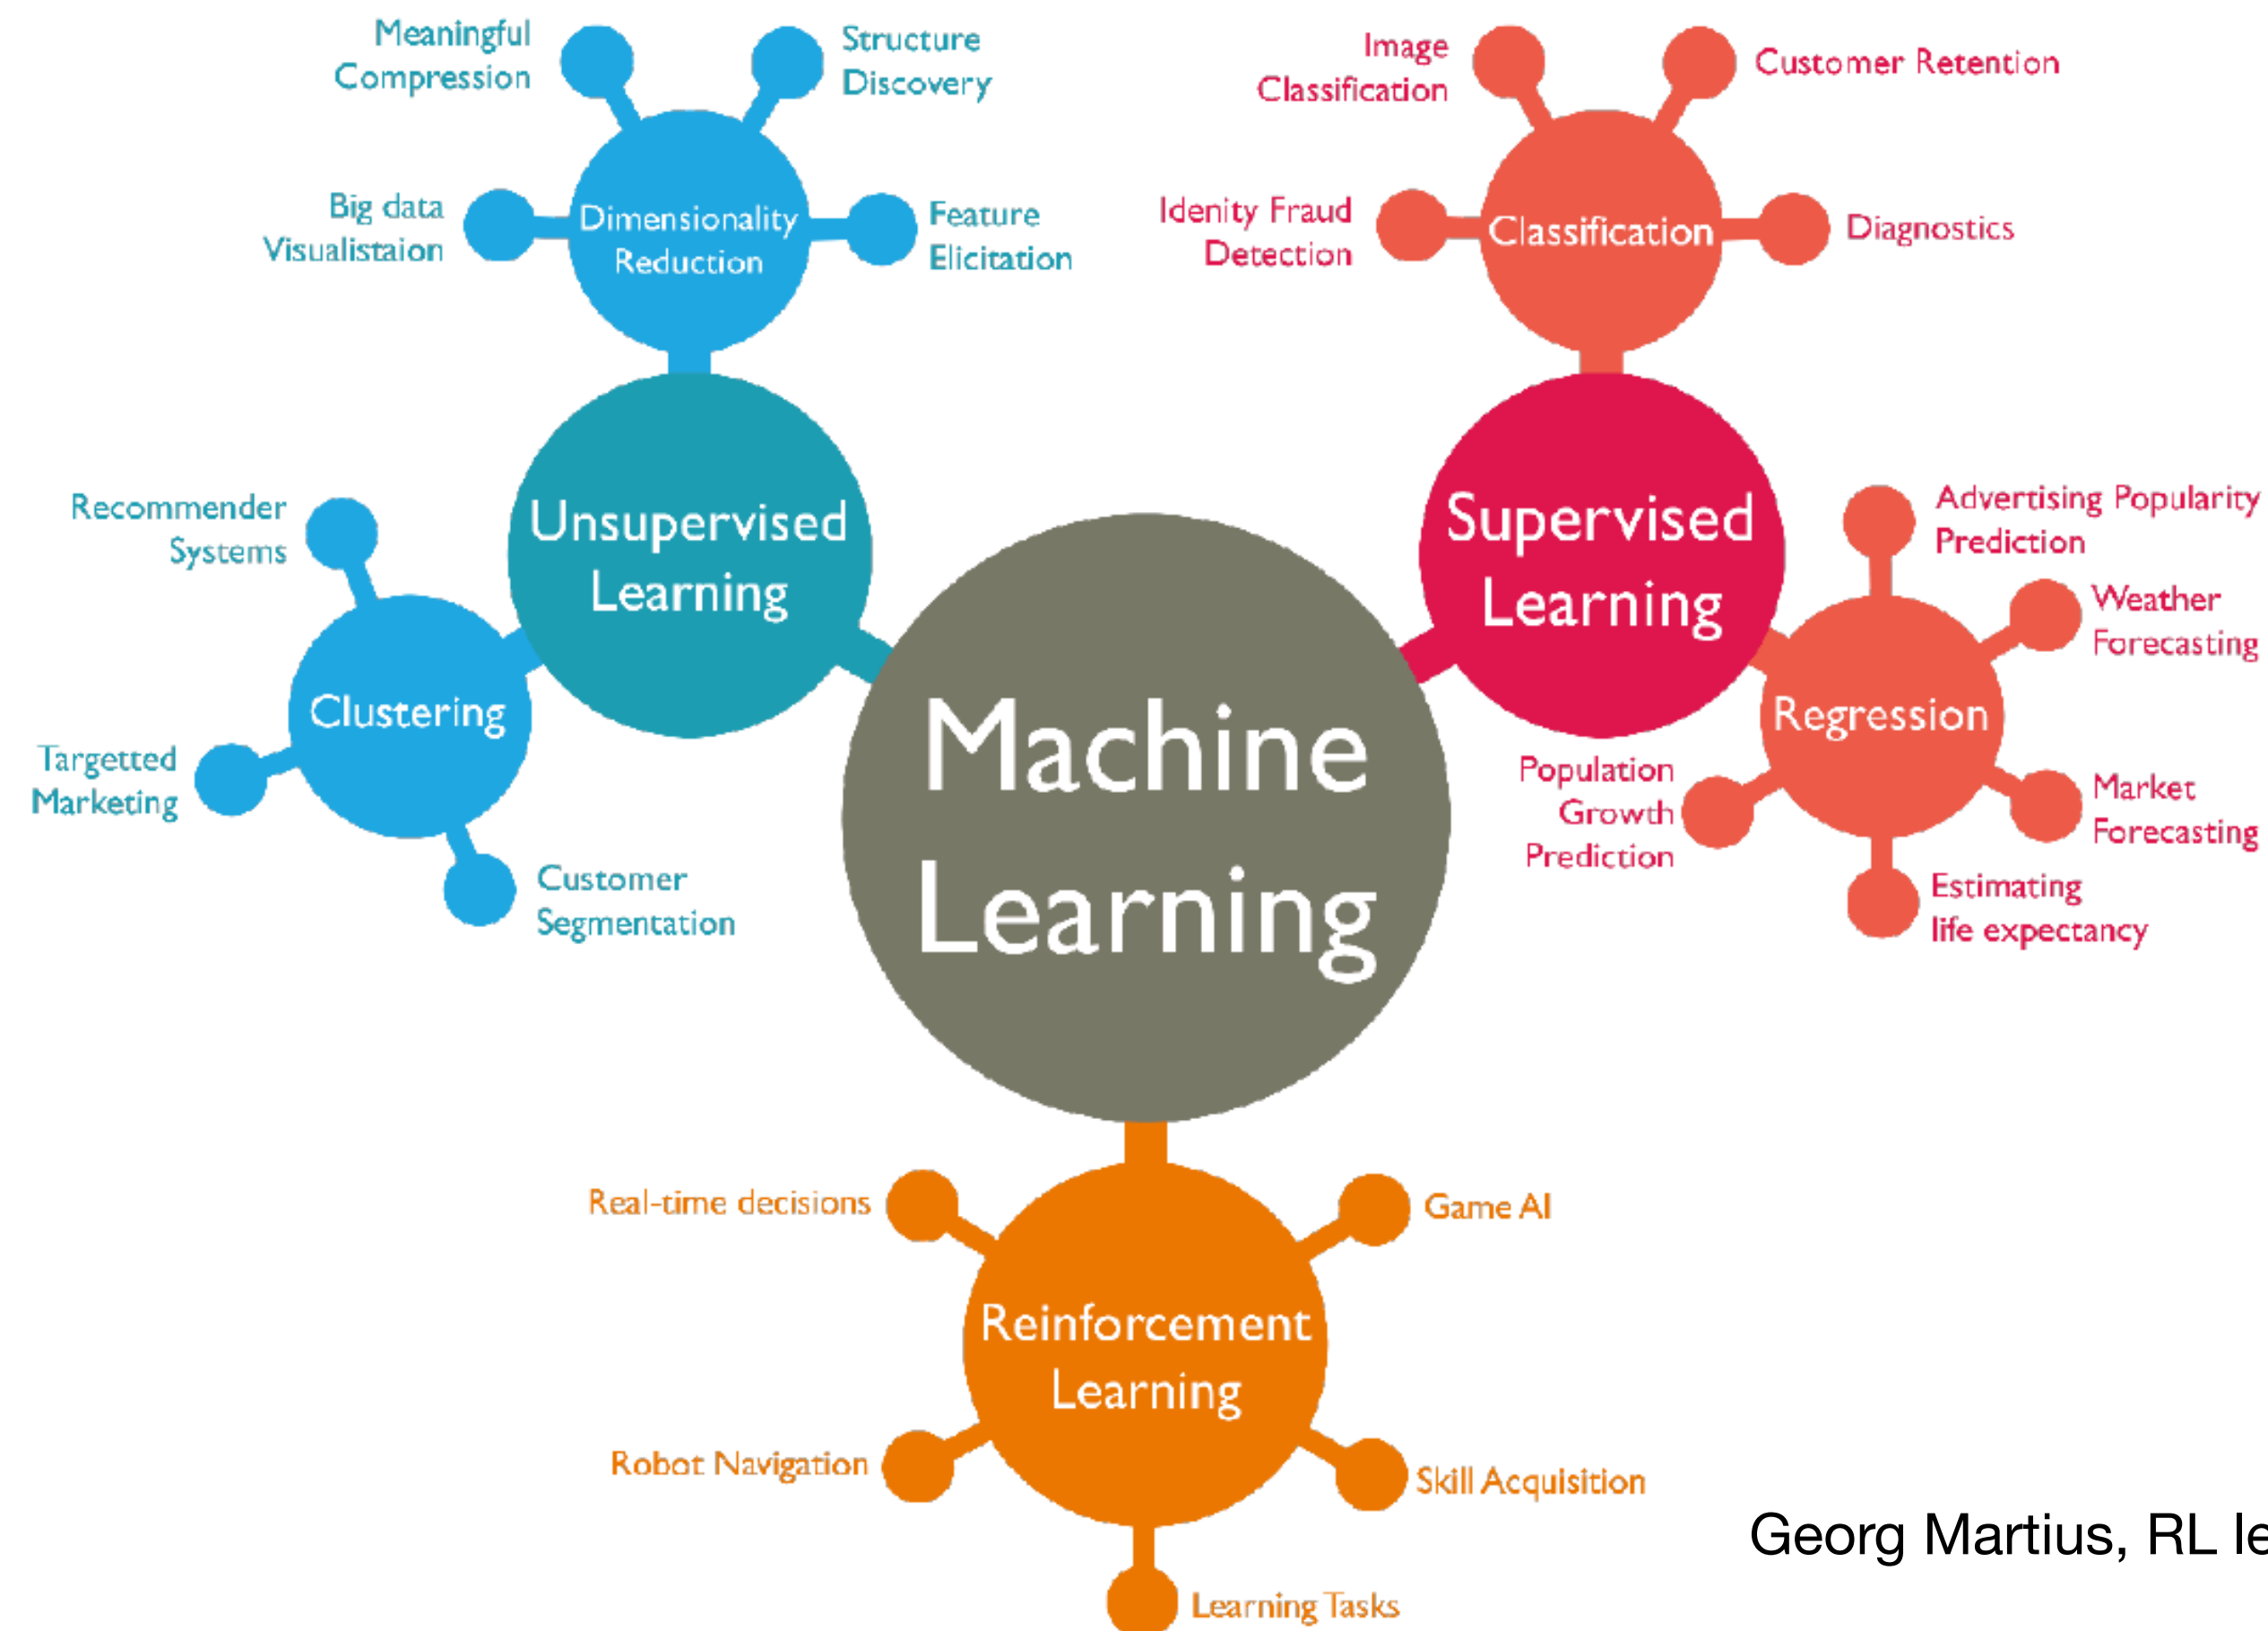 Meaningful
Compression
Structure
Discovery
Big data
Visualistaion
Dimensionality
Reduction
Feature
Elicitation
Image
Classification
Customer Retention
Idenity Fraud
Detection
Classification
Diagnostics
Recommender
Systems
Unsupervised
Learning
Clustering
Targetted
Marketing
Customer
Segmentation
Machine
Learning
Supervised
Learning
Advertising Popularity
Prediction
Weather
Forecasting
Regression
Population
Growth
Prediction
Market
Forecasting
Estimating
life expectancy
Real-time decisions
Game AI
Reinforcement
Learning
Robot Navigation
Skill Acquisition
Learning Tasks
Georg Martius, RL